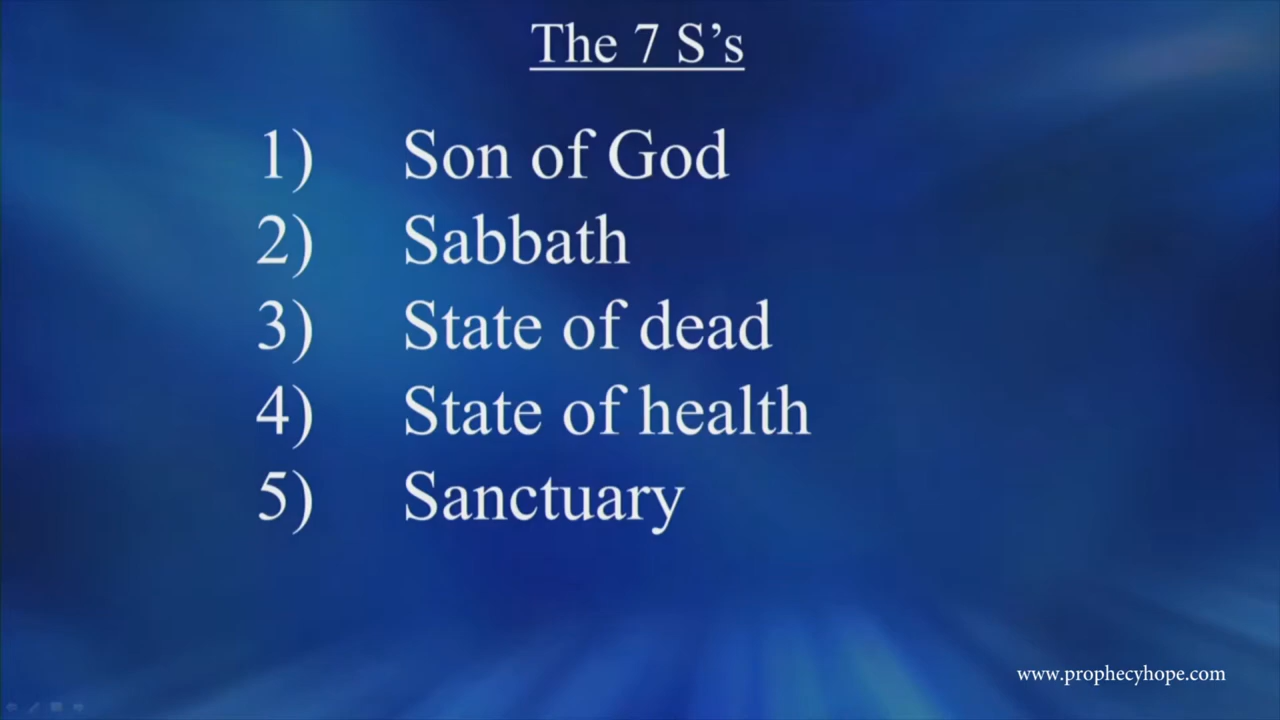 The 7 S’s
1) Son of God
2) Sabbath
3) State of dead
4) State of health
5) Sanctuary
www.prophecyhope.com